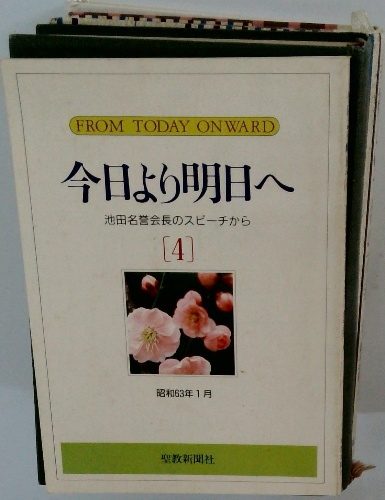 FROM TODAY ONWARD
今日より明日へ
池田名誉会長のスピーチから
[4]
昭和63年1月
聖教新聞社